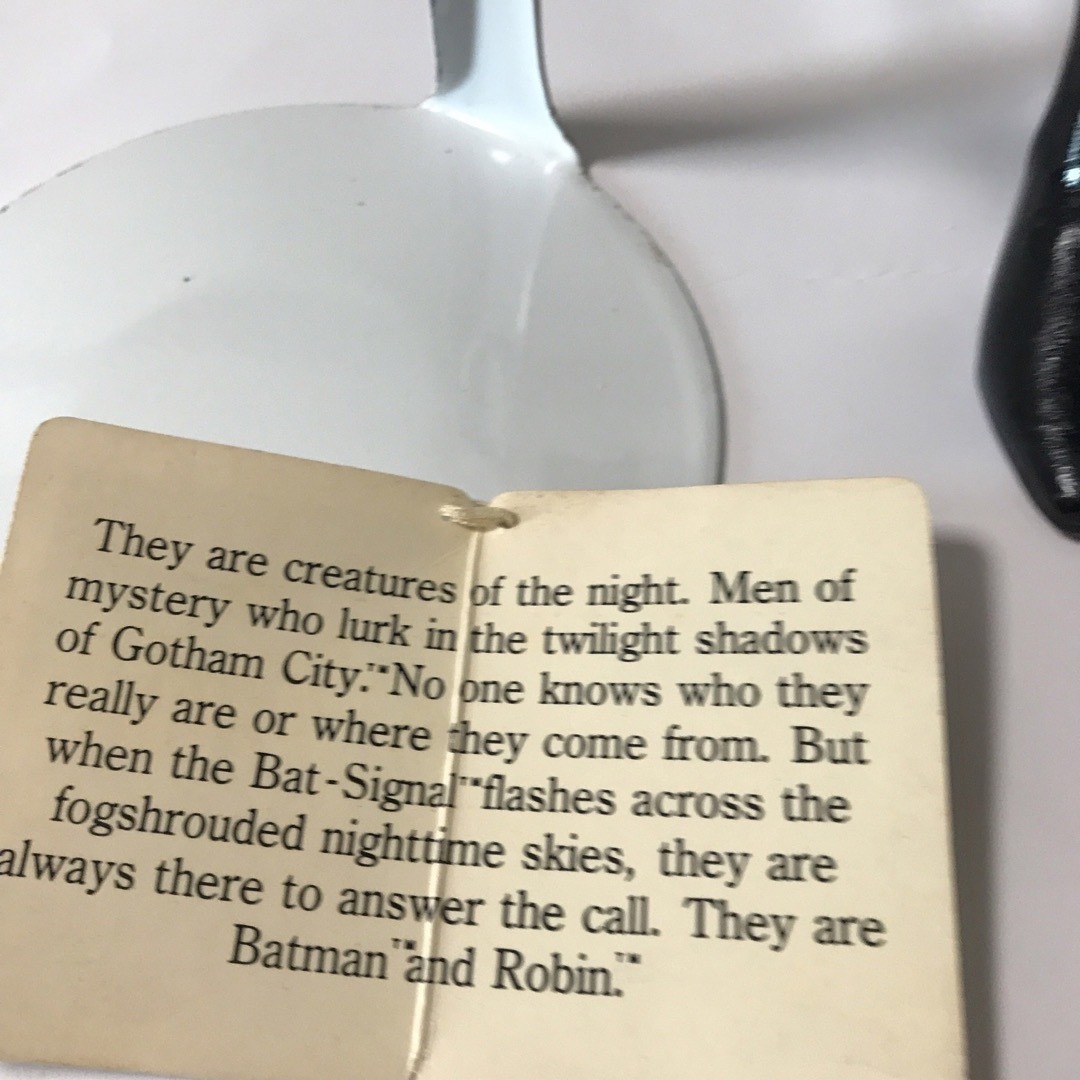 They are creatures of the night. Men of
mystery who lurk in the twilight shadows
of Gotham City.™ No one knows who they
really are or where they come from. But
when the Bat-Signal™ flashes across the
fogshrouded nighttime skies, they are
always there to answer the call. They are
Batman™ and Robin.™